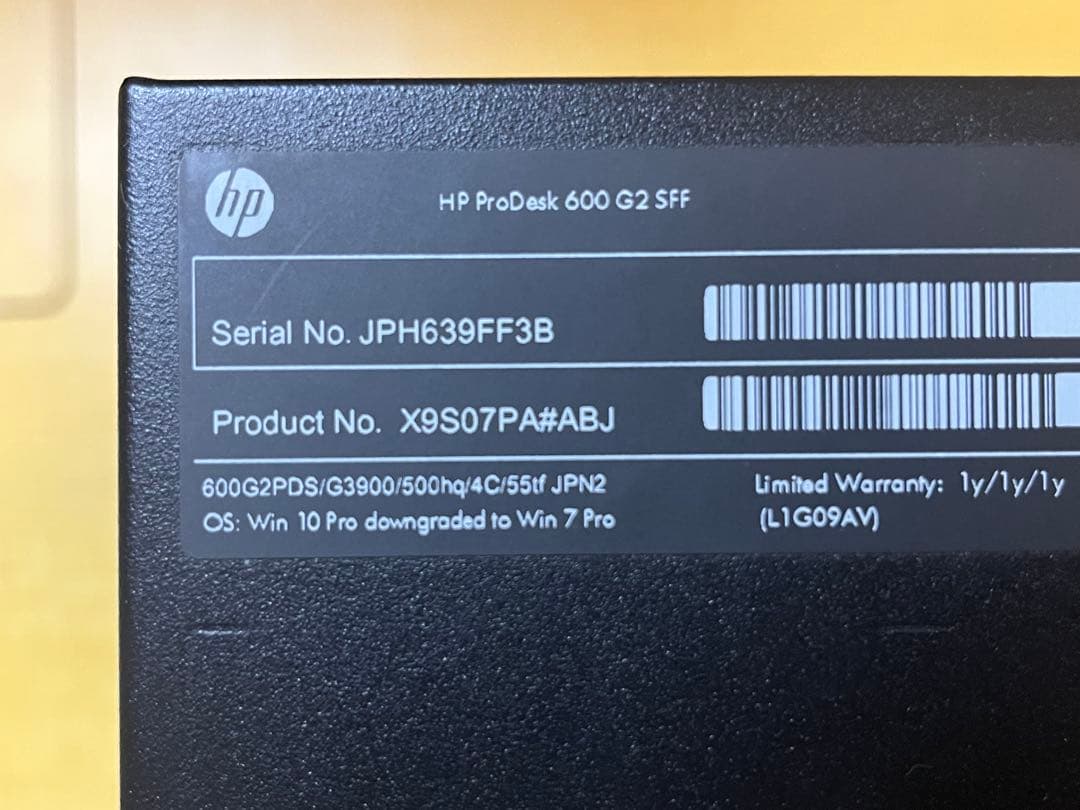 hp
HP ProDesk 600 G2 SFF
Serial No. JPH639FF3B
Product No. X9S07PA#ABJ
600G2PDS/G3900/500hq/4C/55tf JPN2
OS: Win 10 Pro downgraded to Win 7 Pro
Limited Warranty: 1y/1y/1y
(L1G09AV)